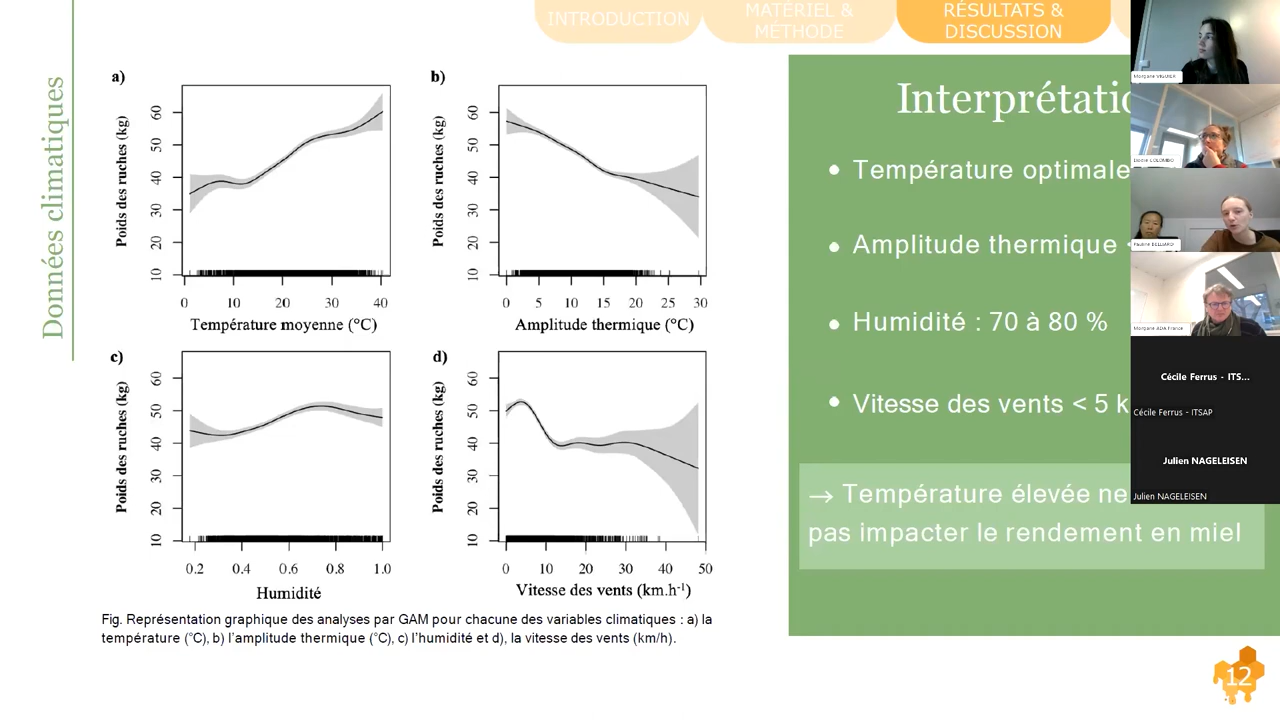 INTRODUCTION
MATÉRIEL &
MÉTHODE
RÉSULTATS &
DISCUSSION
Données climatiques
a)
Poids des ruches (kg)
60
50
40
30
20
10
0 10 20 30 40
Température moyenne (°C)
b)
Poids des ruches (kg)
60
50
40
30
20
10
0 5 10 15 20 25 30
Amplitude thermique (°C)
c)
Poids des ruches (kg)
60
50
40
30
20
10
0.2 0.4 0.6 0.8 1.0
Humidité
d)
Poids des ruches (kg)
60
50
40
30
20
10
0 10 20 30 40 50
Vitesse des vents (km.h⁻¹)
Fig. Représentation graphique des analyses par GAM pour chacune des variables climatiques : a) la
température (°C), b) l'amplitude thermique (°C), c) l'humidité et d), la vitesse des vents (km/h).
Interprétatio
• Température optimale
• Amplitude thermique
• Humidité : 70 à 80 %
• Vitesse des vents < 5 k
→ Température élevée ne
pas impacter le rendement en miel
12
Morgane VIGUIER
Elodie COLOMBO
Pauline BELLIARD
Morgane ADA France
Cécile Ferrus - ITS...
Cécile Ferrus - ITSAP
Julien NAGELEISEN
Julien NAGELEISEN